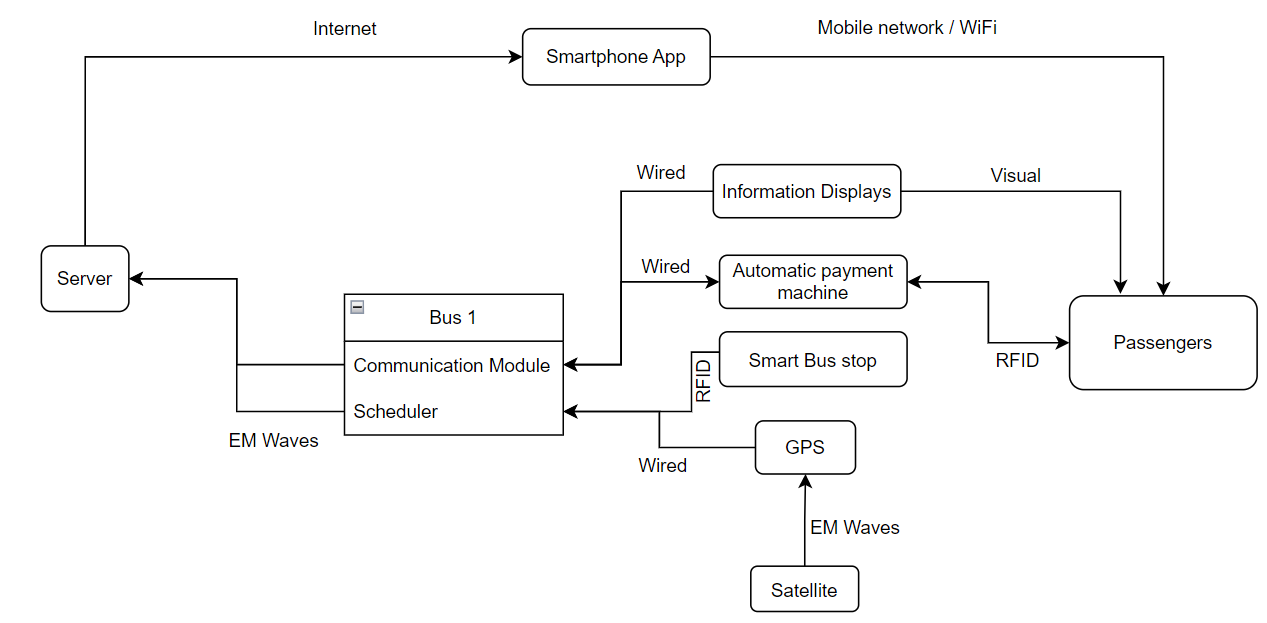 Internet
Mobile network / WiFi
Smartphone App
Wired
Information Displays
Visual
Wired
Automatic payment
machine
Server
Bus 1
Communication Module
Scheduler
RFID
Smart Bus stop
RFID
Passengers
EM Waves
Wired
GPS
EM Waves
Satellite